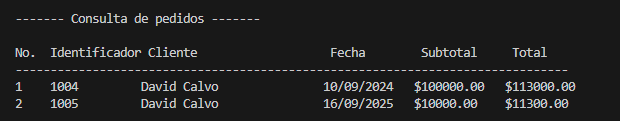 ------- Consulta de pedidos -------
No.  Identificador Cliente                   Fecha        Subtotal     Total
-------------------------------------------------------------------------------
1    1004         David Calvo               10/09/2024   $100000.00   $113000.00
2    1005         David Calvo               16/09/2025   $10000.00    $11300.00